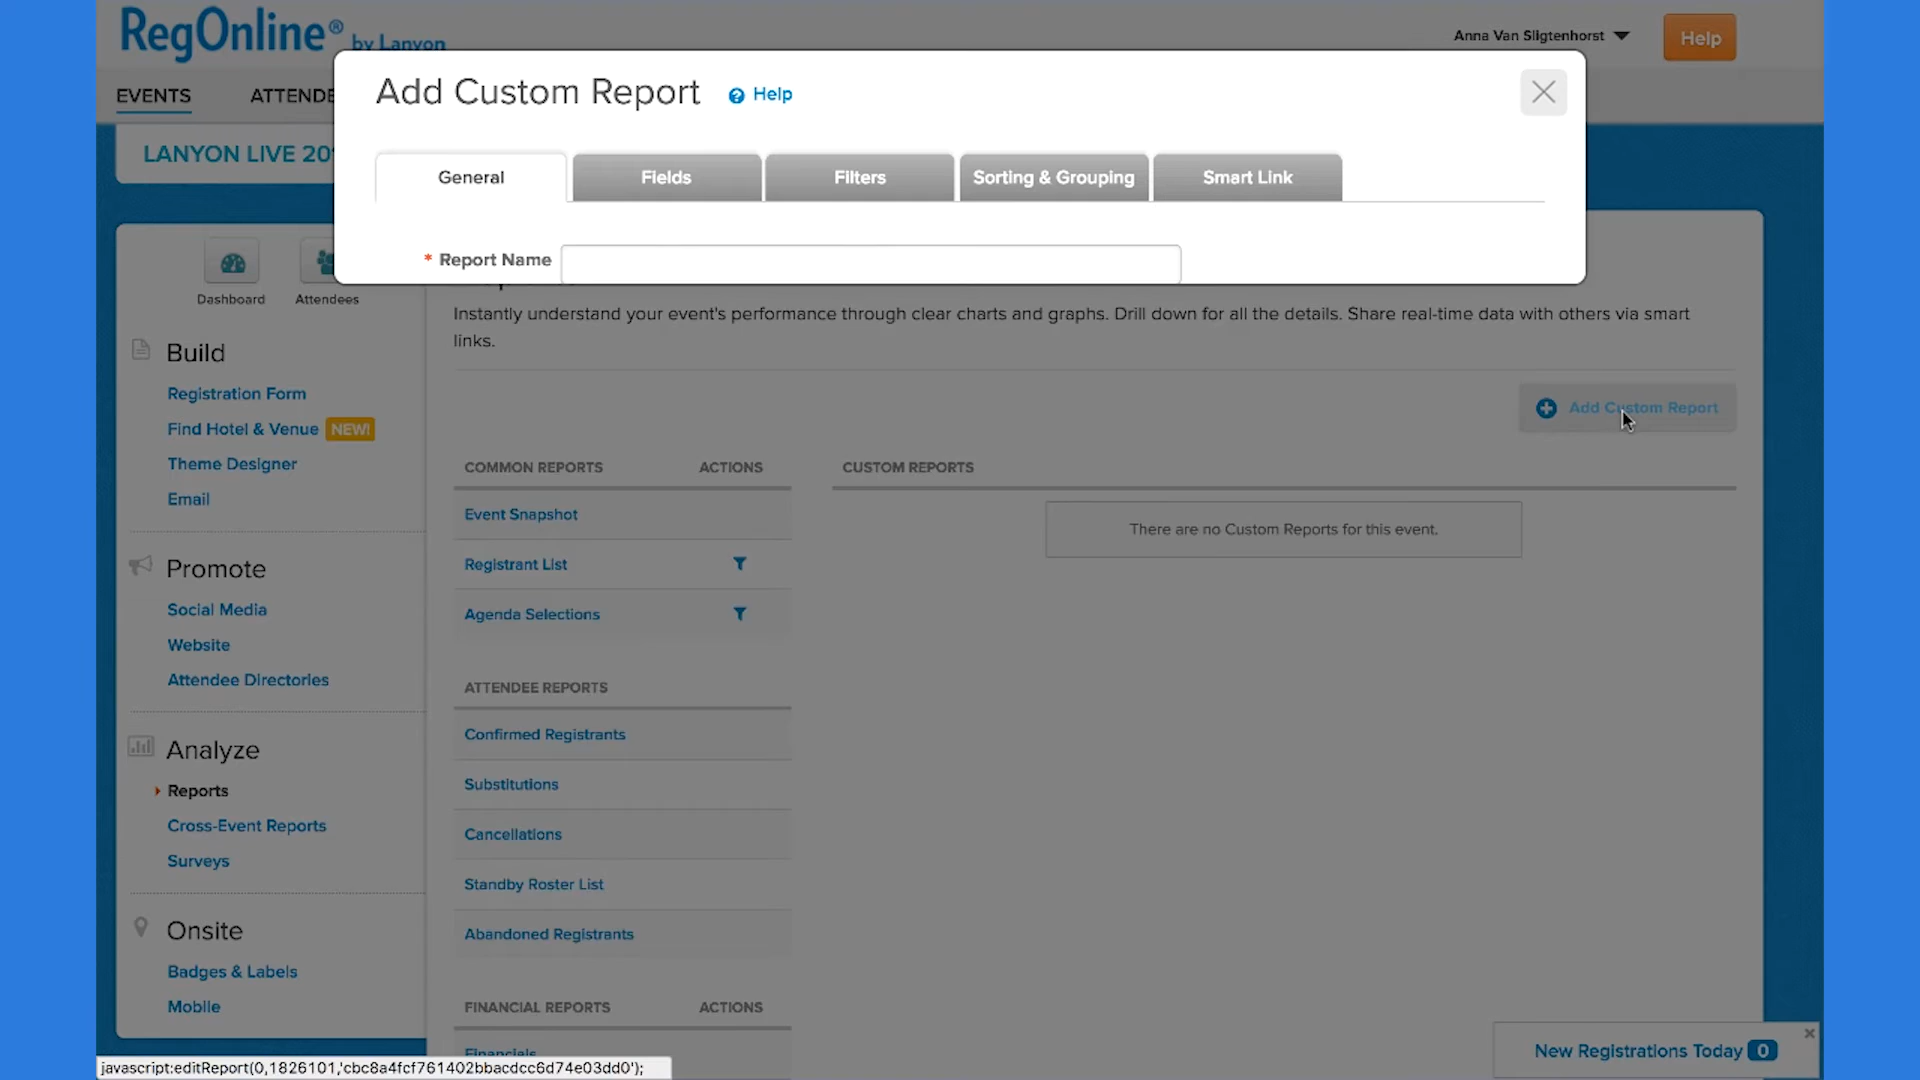 RegOnline® by Lanyon
Anna Van Sligtenhorst
Help
EVENTS
ATTENDE
LANYON LIVE 20
Add Custom Report
Help
General
Fields
Filters
Sorting & Grouping
Smart Link
* Report Name
Dashboard
Attendees
Build
Registration Form
Find Hotel & Venue NEW!
Theme Designer
Email
Promote
Social Media
Website
Attendee Directories
Analyze
Reports
Cross-Event Reports
Surveys
Onsite
Badges & Labels
Mobile
Instantly understand your event's performance through clear charts and graphs. Drill down for all the details. Share real-time data with others via smart
links.
Add Custom Report
COMMON REPORTS
ACTIONS
Event Snapshot
Registrant List
Agenda Selections
CUSTOM REPORTS
There are no Custom Reports for this event.
ATTENDEE REPORTS
Confirmed Registrants
Substitutions
Cancellations
Standby Roster List
Abandoned Registrants
FINANCIAL REPORTS
ACTIONS
Financials
New Registrations Today 0
javascript:editReport(0,1826101,'cbc8a4fcf761402bbacdcc6d74e03dd0');